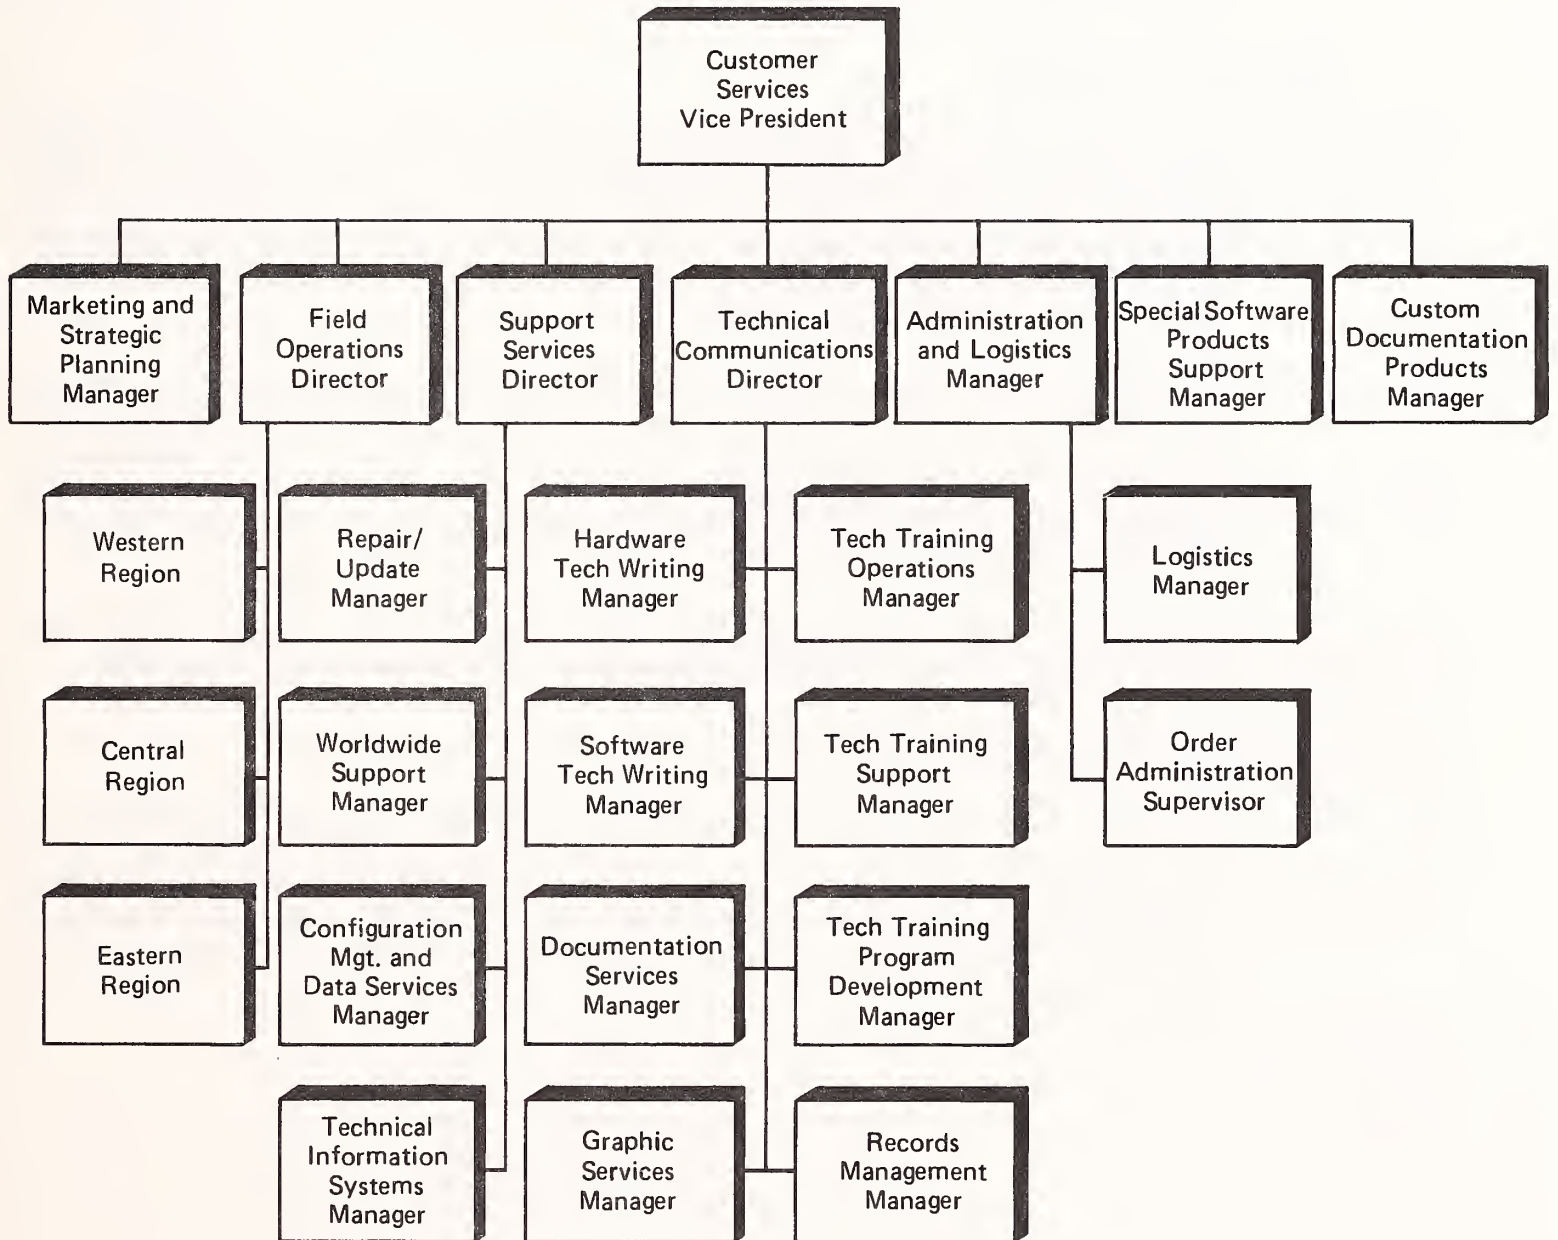 Customer
Services
Vice President
Marketing and
Strategic
Planning
Manager
Field
Operations
Director
Support
Services
Director
Technical
Communications
Director
Administration
and Logistics
Manager
Special Software
Products
Support
Manager
Custom
Documentation
Products
Manager
Western
Region
Repair/
Update
Manager
Hardware
Tech Writing
Manager
Tech Training
Operations
Manager
Logistics
Manager
Central
Region
Worldwide
Support
Manager
Software
Tech Writing
Manager
Tech Training
Support
Manager
Order
Administration
Supervisor
Eastern
Region
Configuration
Mgt. and
Data Services
Manager
Documentation
Services
Manager
Tech Training
Program
Development
Manager
Technical
Information
Systems
Manager
Graphic
Services
Manager
Records
Management
Manager